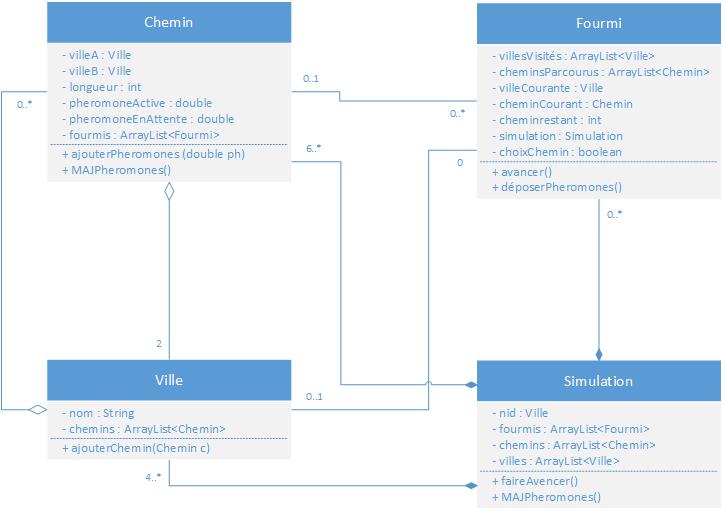 Chemin
- villeA : Ville
- villeB : Ville
- longueur : int
- pheromoneActive : double
- pheromoneEnAttente : double
- fourmis : ArrayList<Fourmi>
+ ajouterPheromones (double ph)
+ MAJPheromones()
Fourmi
- villesVisités : ArrayList<Ville>
- cheminsParcourus : ArrayList<Chemin>
- villeCourante : Ville
- cheminCourant : Chemin
- cheminrestant : int
- simulation : Simulation
- choixChemin : boolean
+ avancer()
+ déposerPheromones()
0..*
0..1
0..*
6..*
0
0..*
2
0..1
4..*
Ville
- nom : String
- chemins : ArrayList<Chemin>
+ ajouterChemin(Chemin c)
Simulation
- nid : Ville
- fourmis : ArrayList<Fourmi>
- chemins : ArrayList<Chemin>
- villes : ArrayList<Ville>
+ faireAvencer()
+ MAJPheromones()